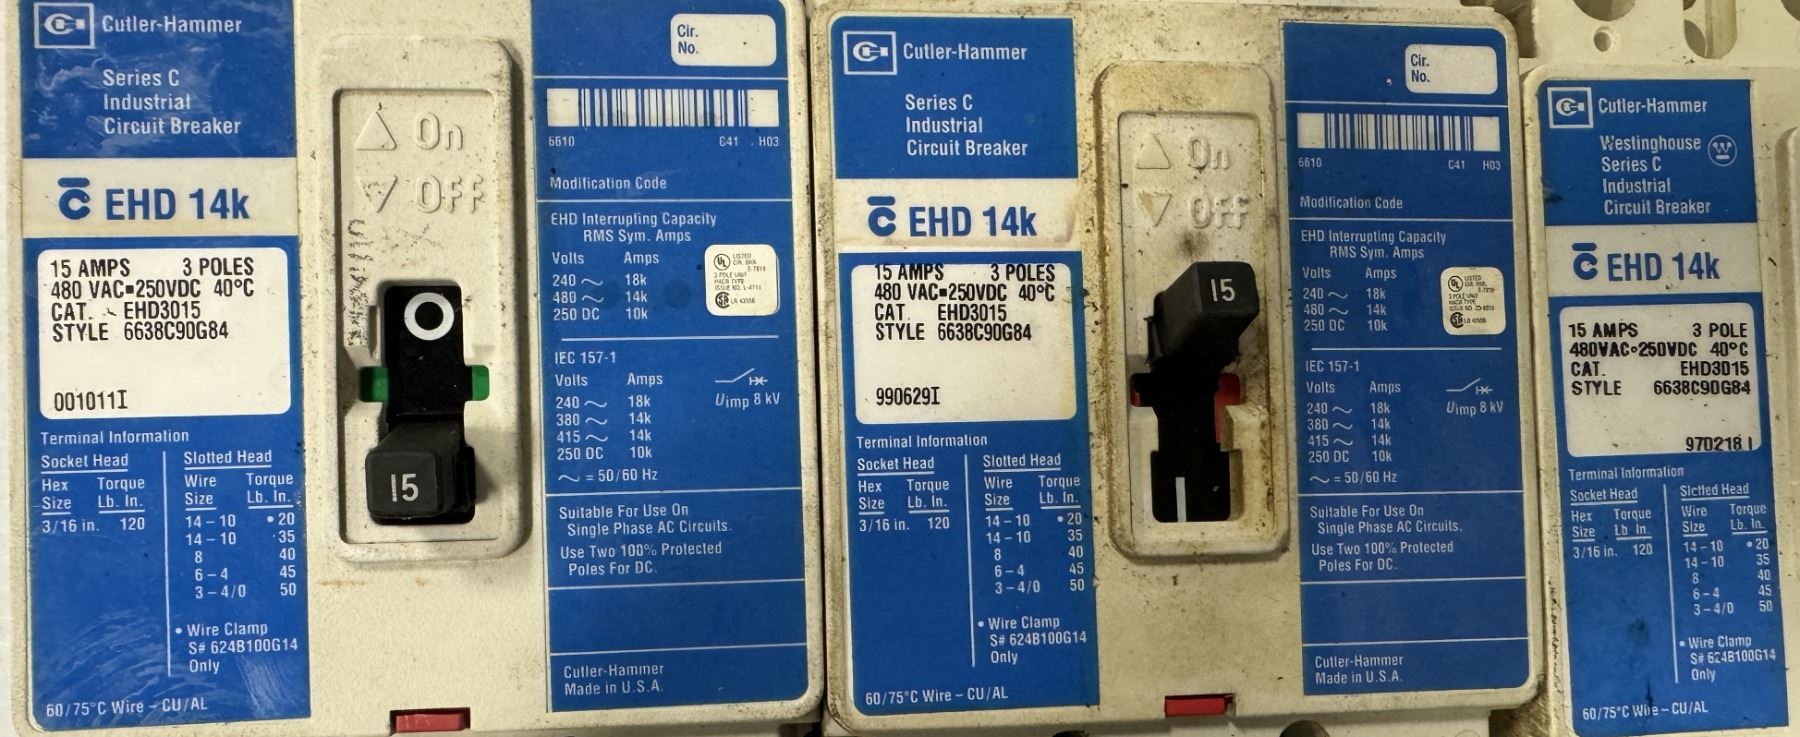 Cutler-Hammer
Series C
Industrial
Circuit Breaker
C EHD 14k
15 AMPS 3 POLES
480 VAC▪250VDC 40°C
CAT. EHD3015
STYLE 6638C90G84
001011I
Terminal Information
Socket Head
Hex Torque
Size Lb. In.
3/16 in. 120
Slotted Head
Wire Torque
Size Lb. In.
14-10 •20
14-10 35
8 40
6-4 45
3-4/0 50
• Wire Clamp
S# 624B100G14
Only
60/75°C Wire - CU/AL
On
OFF
O
15
Cir.
No.
6610 C41 H03
Modification Code
EHD Interrupting Capacity
RMS Sym. Amps
Volts Amps
240 ~ 18k
480 ~ 14k
250 DC 10k
UL LISTED
CIR. BKR.
IEC 157-1
Volts Amps
240 ~ 18k
380 ~ 14k
415 ~ 14k
250 DC 10k
Uimp 8 kV
~ = 50/60 Hz
Suitable For Use On
Single Phase AC Circuits.
Use Two 100% Protected
Poles For DC.
Cutler-Hammer
Made in U.S.A.
Cutler-Hammer
Series C
Industrial
Circuit Breaker
C EHD 14k
15 AMPS 3 POLES
480 VAC▪250VDC 40°C
CAT. EHD3015
STYLE 6638C90G84
990629I
Terminal Information
Socket Head
Hex Torque
Size Lb. In.
3/16 in. 120
Slotted Head
Wire Torque
Size Lb. In.
14-10 •20
14-10 35
8 40
6-4 45
3-4/0 50
• Wire Clamp
S# 624B100G14
Only
60/75°C Wire - CU/AL
On
OFF
15
I
Cir.
No.
6610 C41 H03
Modification Code
EHD Interrupting Capacity
RMS Sym. Amps
Volts Amps
240 ~ 18k
480 ~ 14k
250 DC 10k
UL LISTED
IEC 157-1
Volts Amps
240 ~ 18k
380 ~ 14k
415 ~ 14k
250 DC 10k
Uimp 8 kV
~ = 50/60 Hz
Suitable For Use On
Single Phase AC Circuits.
Use Two 100% Protected
Poles For DC.
Cutler-Hammer
Made in U.S.A.
Cutler-Hammer
Westinghouse
Series C
Industrial
Circuit Breaker
C EHD 14k
15 AMPS 3 POLE
480VAC▫250VDC 40°C
CAT. EHD3015
STYLE 6638C90G84
970218 I
Terminal Information
Socket Head
Hex Torque
Size Lb In.
3/16 in. 120
Slotted Head
Wire Torque
Size Lb. In.
14-10 •20
14-10 35
8 40
6-4 45
3-4/0 50
• Wire Clamp
S# 624B100G14
Only
60/75°C Wire - CU/AL